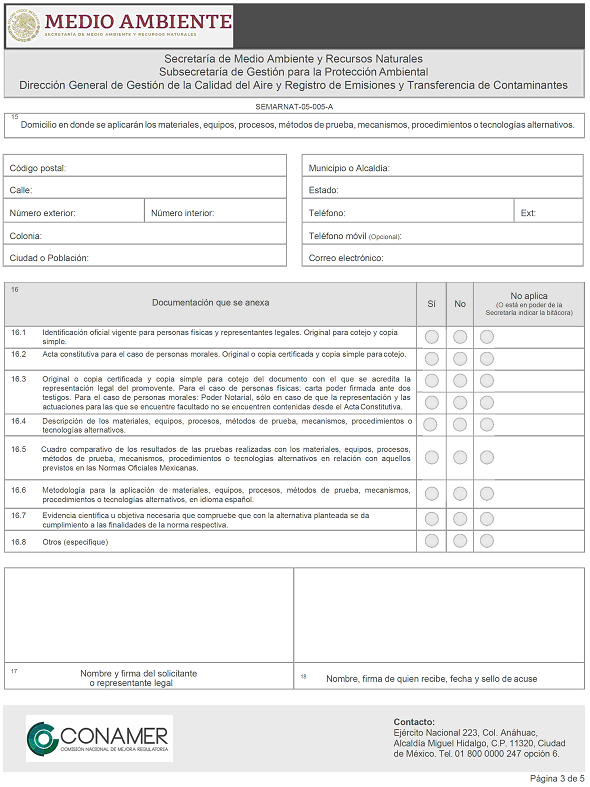 MEDIO AMBIENTE
SECRETARÍA DE MEDIO AMBIENTE Y RECURSOS NATURALES
Secretaría de Medio Ambiente y Recursos Naturales
Subsecretaría de Gestión para la Protección Ambiental
Dirección General de Gestión de la Calidad del Aire y Registro de Emisiones y Transferencia de Contaminantes
SEMARNAT-05-005-A
15 Domicilio en donde se aplicarán los materiales, equipos, procesos, métodos de prueba, mecanismos, procedimientos o tecnologías alternativos.
Código postal:
Calle:
Número exterior: Número interior:
Colonia:
Ciudad o Población:
Municipio o Alcaldía:
Estado:
Teléfono: Ext:
Teléfono móvil (Opcional):
Correo electrónico:
16 Documentación que se anexa Sí No No aplica
(O está en poder de la
Secretaría indicar la bitácora)
16.1 Identificación oficial vigente para personas físicas y representantes legales. Original para cotejo y copia
simple.
16.2 Acta constitutiva para el caso de personas morales. Original o copia certificada y copia simple para cotejo.
16.3 Original o copia certificada y copia simple para cotejo del documento con el que se acredita la
representación legal del promovente. Para el caso de personas físicas: carta poder firmada ante dos
testigos. Para el caso de personas morales: Poder Notarial, sólo en caso de que la representación y las
actuaciones para las que se encuentre facultado no se encuentren contenidas desde el Acta Constitutiva.
16.4 Descripción de los materiales, equipos, procesos, métodos de prueba, mecanismos, procedimientos o
tecnologías alternativos.
16.5 Cuadro comparativo de los resultados de las pruebas realizadas con los materiales, equipos, procesos,
métodos de prueba, mecanismos, procedimientos o tecnologías alternativos en relación con aquellos
previstos en las Normas Oficiales Mexicanas.
16.6 Metodología para la aplicación de materiales, equipos, procesos, métodos de prueba, mecanismos,
procedimientos o tecnologías alternativos, en idioma español.
16.7 Evidencia científica u objetiva necesaria que compruebe que con la alternativa planteada se da
cumplimiento a las finalidades de la norma respectiva.
16.8 Otros (especifique)
17 Nombre y firma del solicitante
o representante legal
18 Nombre, firma de quien recibe, fecha y sello de acuse
CONAMER
COMISIÓN NACIONAL DE MEJORA REGULATORIA
Contacto:
Ejército Nacional 223, Col. Anáhuac,
Alcaldía Miguel Hidalgo, C.P. 11320, Ciudad
de México. Tel. 01 800 0000 247 opción 6.
Página 3 de 5